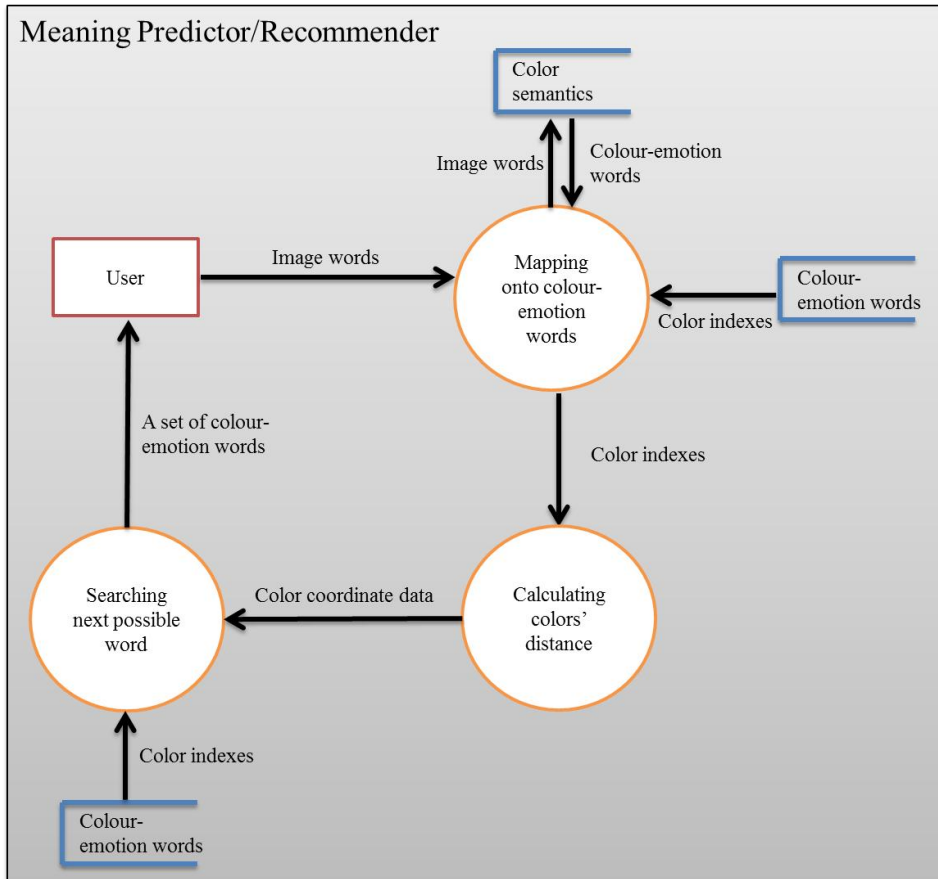 Meaning Predictor/Recommender
Color
semantics
Image words
Colour-emotion
words
User
Image words
Mapping
onto colour-
emotion
words
Colour-
emotion words
Color indexes
A set of colour-
emotion words
Color indexes
Searching
next possible
word
Color coordinate data
Calculating
colors’
distance
Color indexes
Colour-
emotion words